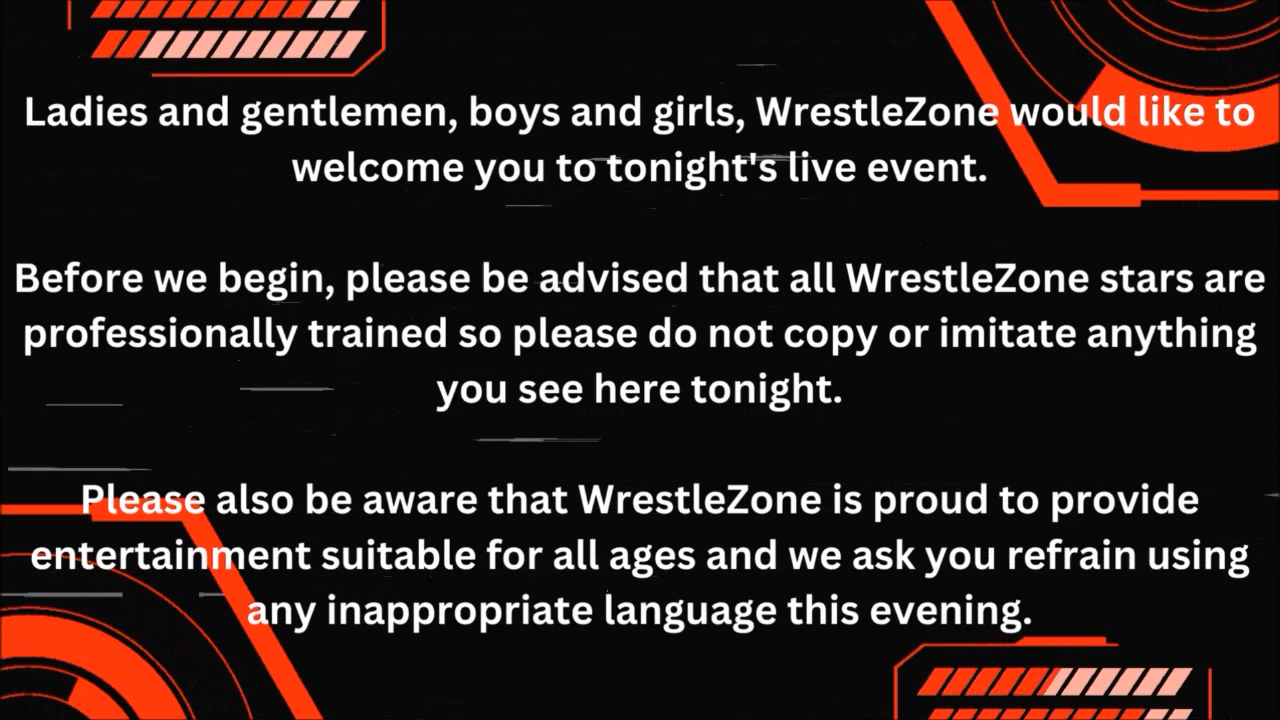 Ladies and gentlemen, boys and girls, WrestleZone would like to
welcome you to tonight's live event.
Before we begin, please be advised that all WrestleZone stars are
professionally trained so please do not copy or imitate anything
you see here tonight.
Please also be aware that WrestleZone is proud to provide
entertainment suitable for all ages and we ask you refrain using
any inappropriate language this evening.